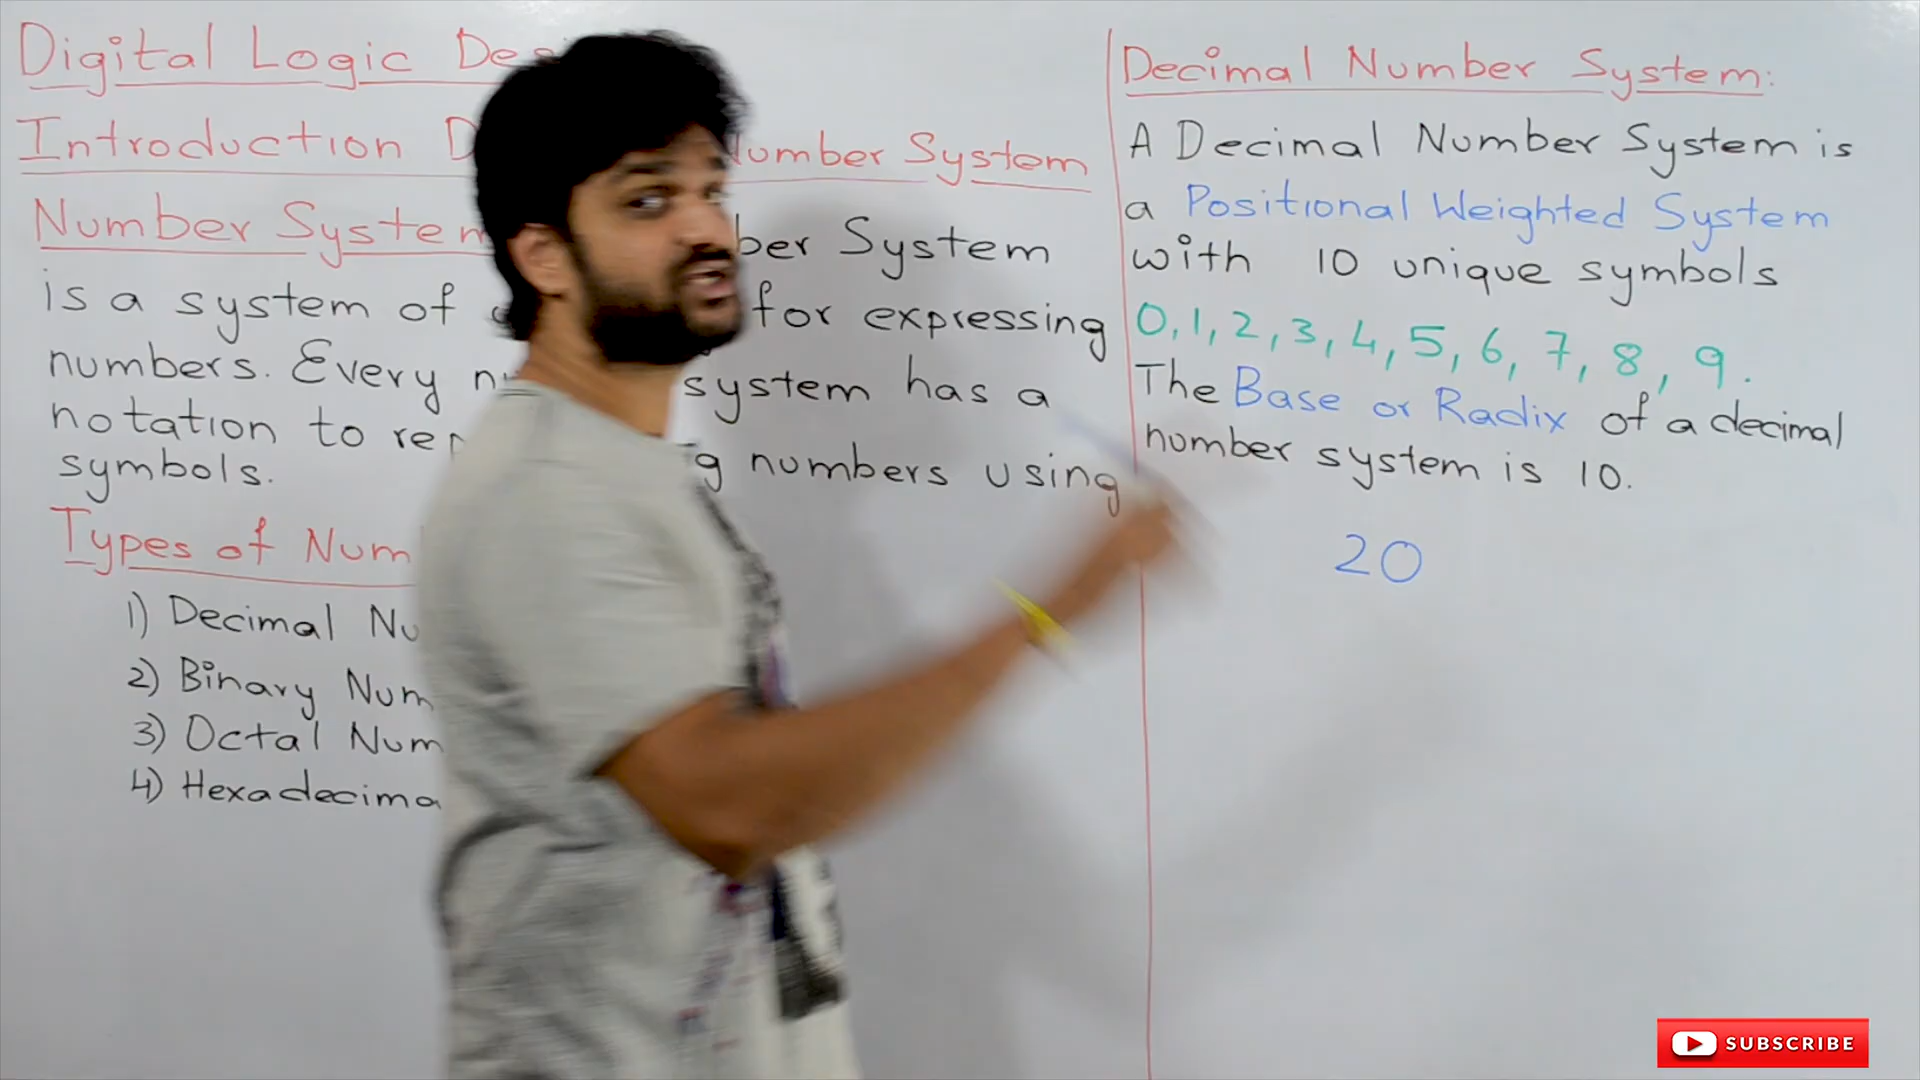 Digital Logic De
Introduction D umber System
Number System ber System
is a system of for expressing
numbers. Every n system has a
notation to rep g numbers using
symbols.
Types of Num
1) Decimal Nu
2) Binary Num
3) Octal Num
4) Hexadecima
Decimal Number System:
A Decimal Number System is
a Positional Weighted System
with 10 unique symbols
0, 1, 2, 3, 4, 5, 6, 7, 8, 9.
The Base or Radix of a decimal
number system is 10.
20
SUBSCRIBE